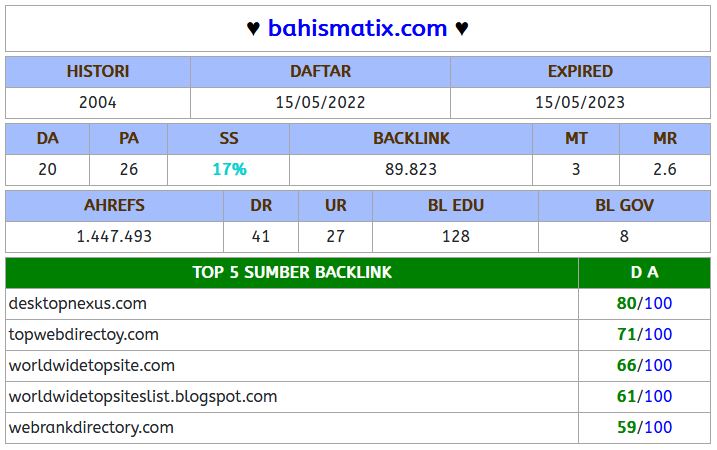 ♥ bahismatix.com ♥
HISTORI DAFTAR EXPIRED
2004 15/05/2022 15/05/2023
DA PA SS BACKLINK MT MR
20 26 17% 89.823 3 2.6
AHREFS DR UR BL EDU BL GOV
1.447.493 41 27 128 8
TOP 5 SUMBER BACKLINK D A
desktopnexus.com 80/100
topwebdirectoy.com 71/100
worldwidetopsite.com 66/100
worldwidetopsiteslist.blogspot.com 61/100
webrankdirectory.com 59/100